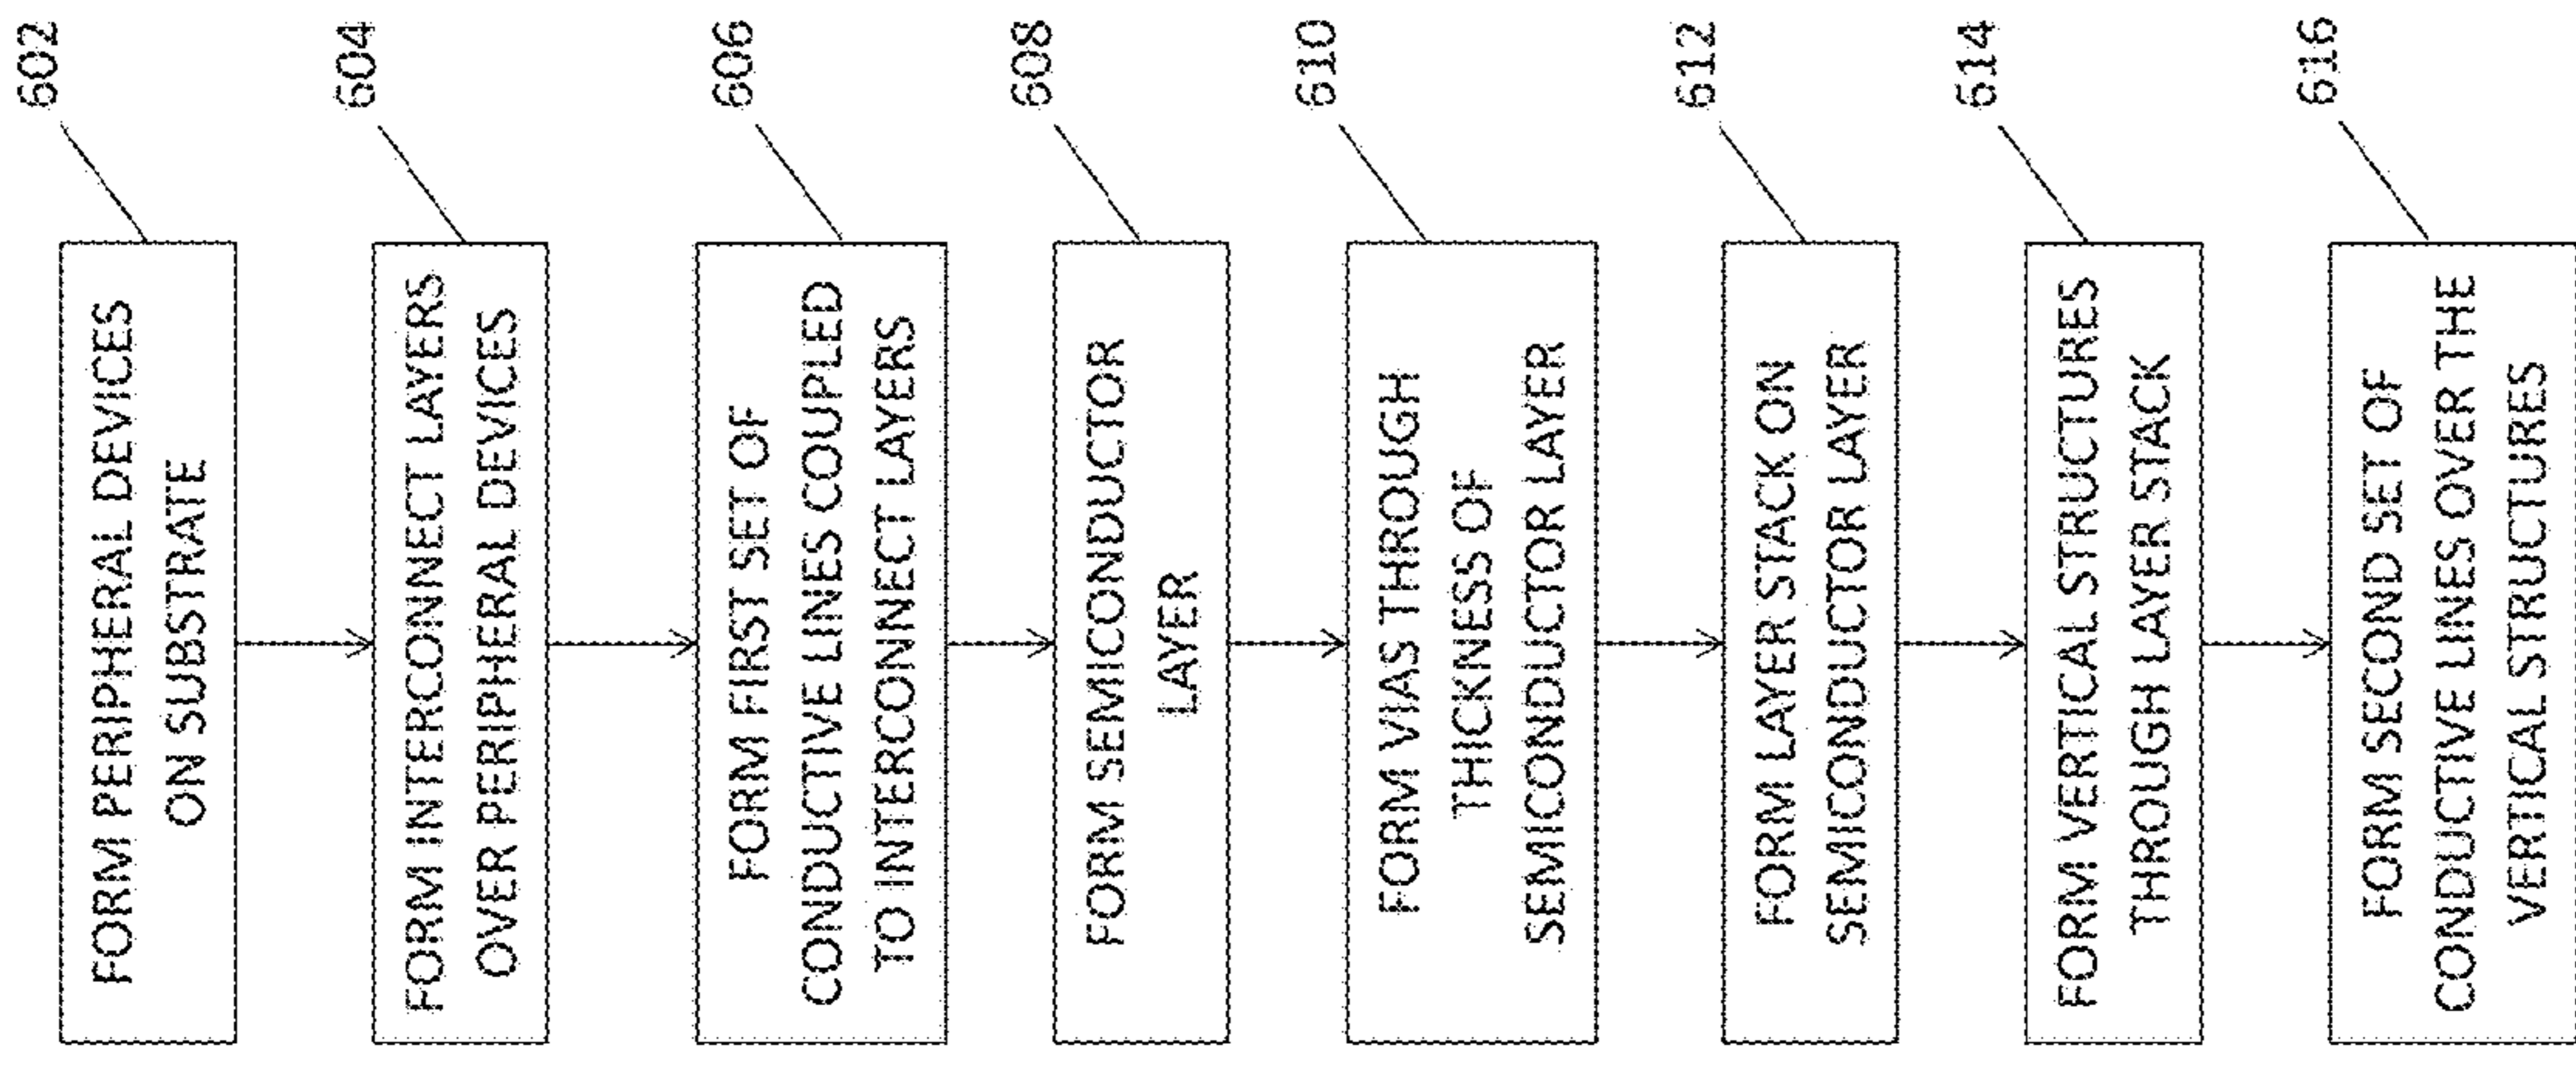 602
FORM PERIPHERAL DEVICES
ON SUBSTRATE
604
FORM INTERCONNECT LAYERS
OVER PERIPHERAL DEVICES
606
FORM FIRST SET OF
CONDUCTIVE LINES COUPLED
TO INTERCONNECT LAYERS
608
FORM SEMICONDUCTOR
LAYER
610
FORM VIAS THROUGH
THICKNESS OF
SEMICONDUCTOR LAYER
612
FORM LAYER STACK ON
SEMICONDUCTOR LAYER
614
FORM VERTICAL STRUCTURES
THROUGH LAYER STACK
616
FORM SECOND SET OF
CONDUCTIVE LINES OVER THE
VERTICAL STRUCTURES